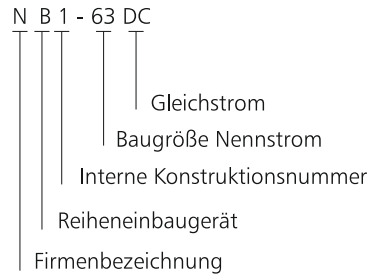 N B 1 - 63 DC
Gleichstrom
Baugröße Nennstrom
Interne Konstruktionsnummer
Reiheneinbaugerät
Firmenbezeichnung